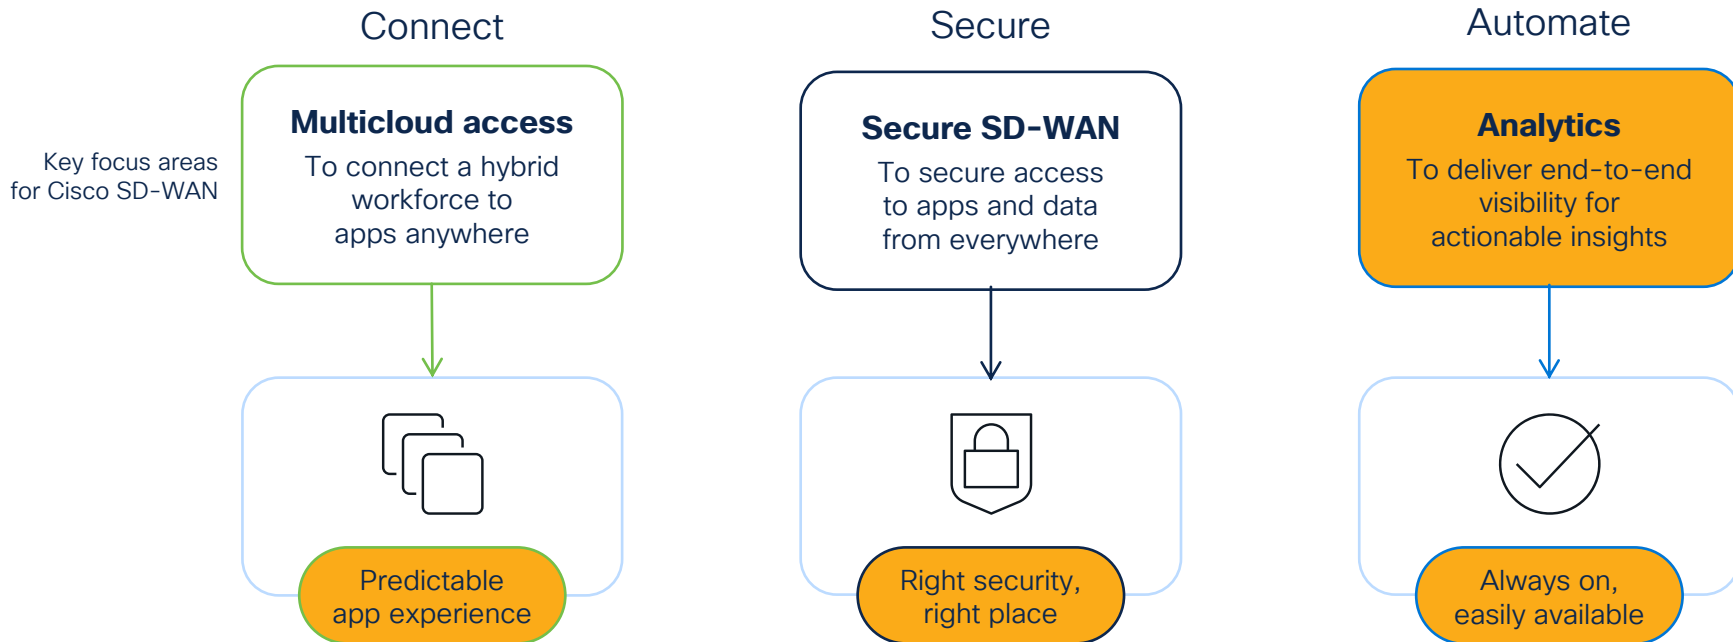 Connect
Secure
Automate
Key focus areas
for Cisco SD-WAN
Multicloud access
To connect a hybrid
workforce to
apps anywhere
Secure SD-WAN
To secure access
to apps and data
from everywhere
Analytics
To deliver end-to-end
visibility for
actionable insights
Predictable
app experience
Right security,
right place
Always on,
easily available